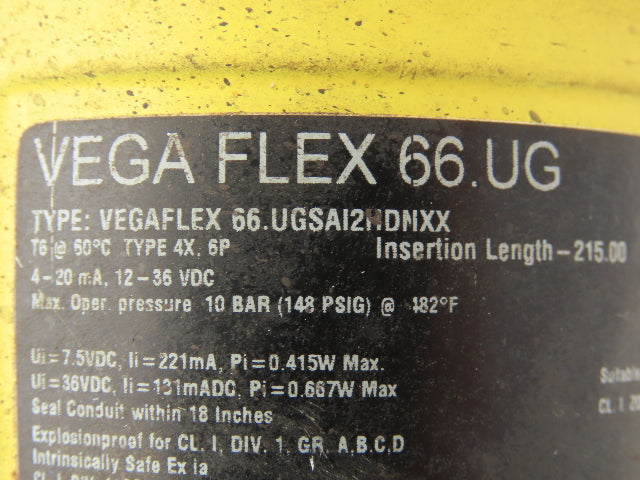 VEGA FLEX 66.UG
TYPE: VEGAFLEX 66.UGSAI2HDNXX
T6 @ 60°C TYPE 4X, 6P
Insertion Length-215.00
4-20 mA, 12-36 VDC
Max. Oper. pressure 10 BAR (148 PSIG) @ 482°F
Ui=7.5VDC, Ii=221mA, Pi=0.415W Max.
Ui=36VDC, Ii=131mADC, Pi=0.667W Max
Suitable
Seal Conduit within 18 Inches
CL. I, 20
Explosionproof for CL. I, DIV. 1, GR. A,B,C,D
Intrinsically Safe Ex ia